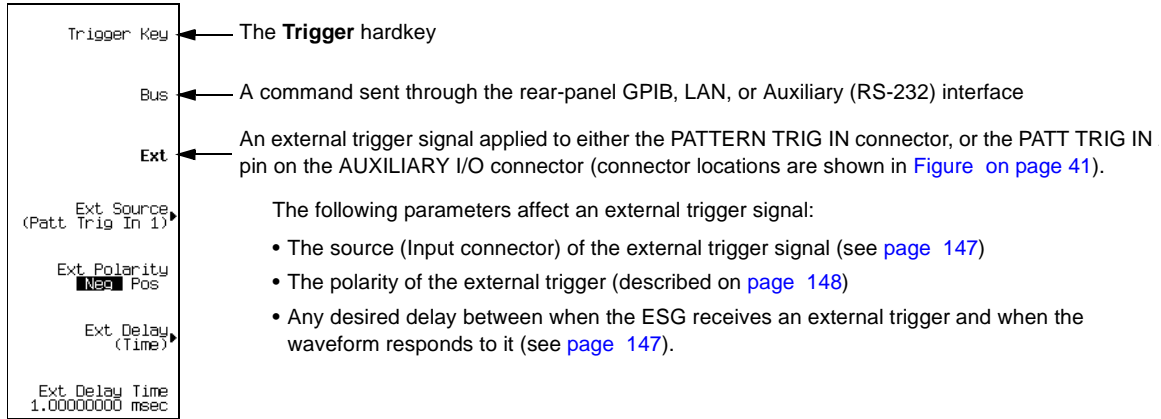 Trigger Key
The Trigger hardkey
Bus
A command sent through the rear-panel GPIB, LAN, or Auxiliary (RS-232) interface
Ext
An external trigger signal applied to either the PATTERN TRIG IN connector, or the PATT TRIG IN
pin on the AUXILIARY I/O connector (connector locations are shown in Figure on page 41).
Ext Source
(Patt Trig In 1)
The following parameters affect an external trigger signal:
• The source (Input connector) of the external trigger signal (see page 147)
Ext Polarity
Neg Pos
• The polarity of the external trigger (described on page 148)
Ext Delay
(Time)
• Any desired delay between when the ESG receives an external trigger and when the
waveform responds to it (see page 147).
Ext Delay Time
1.00000000 msec